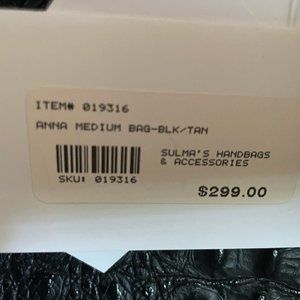 ITEM# 019316
ANNA MEDIUM BAG-BLK/TAN
SULMA'S HANDBAGS
& ACCESSORIES
SKU: 019316
$299.00